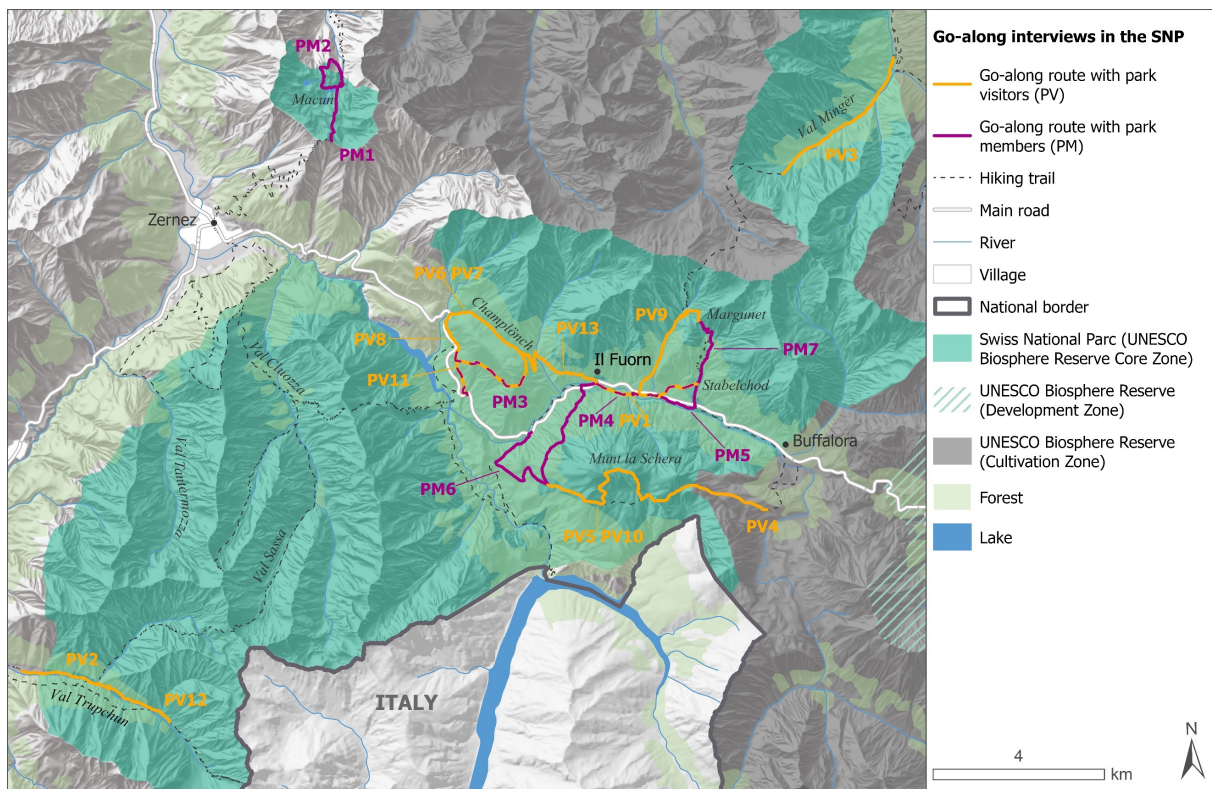 PM2
Macun
PM1
Val Mingèr
PV3
Zernez
PV6 PV7
Champlönch
PV8
PV13
PV9
Margunet
PM7
Il Fuorn
PV11
PM3
Stabelchod
PM4
PV1
PM5
Buffalora
Val Cluozza
Val Tantermozza
Val Sassa
Munt la Schera
PM6
PV5 PV10
PV4
PV2
PV12
Val Trupchun
ITALY
Go-along interviews in the SNP
Go-along route with park
visitors (PV)
Go-along route with park
members (PM)
Hiking trail
Main road
River
Village
National border
Swiss National Parc (UNESCO
Biosphere Reserve Core Zone)
UNESCO Biosphere Reserve
(Development Zone)
UNESCO Biosphere Reserve
(Cultivation Zone)
Forest
Lake
N
4
km